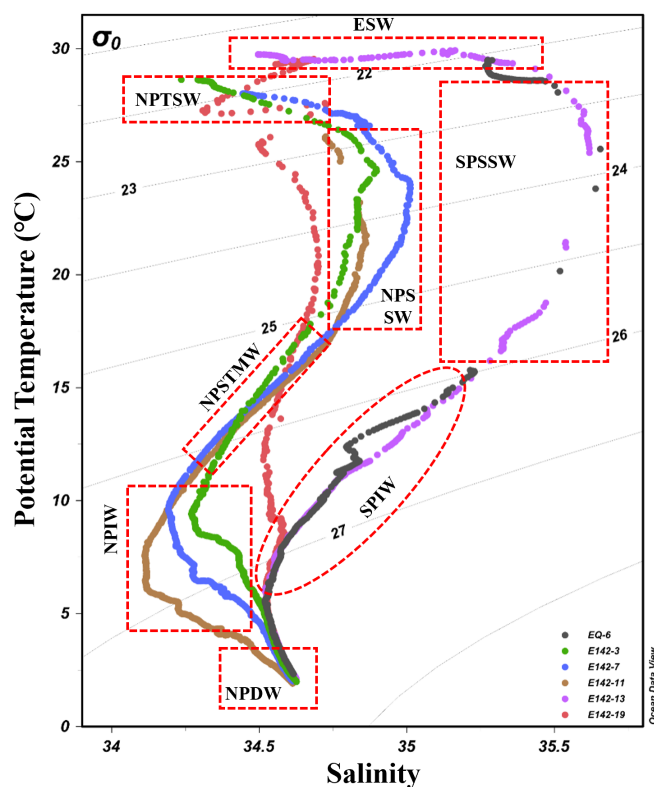 ESW
σ0
30
22
NPTSW
SPSSW
25
24
23
Potential Temperature (°C)
20
NPS
SW
25
26
NPSTMW
15
10
NPIW
SPIW
27
5
EQ-6
E142-3
E142-7
NPDW
E142-11
E142-13
E142-19
Ocean Data View
0
34
34.5
35
35.5
Salinity